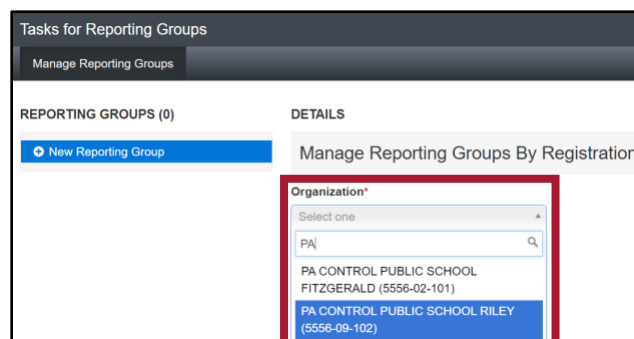 Tasks for Reporting Groups
Manage Reporting Groups
REPORTING GROUPS (0)
DETAILS
New Reporting Group
Manage Reporting Groups By Registration
Organization*
Select one
PA
PA CONTROL PUBLIC SCHOOL
FITZGERALD (5556-02-101)
PA CONTROL PUBLIC SCHOOL RILEY
(5556-09-102)